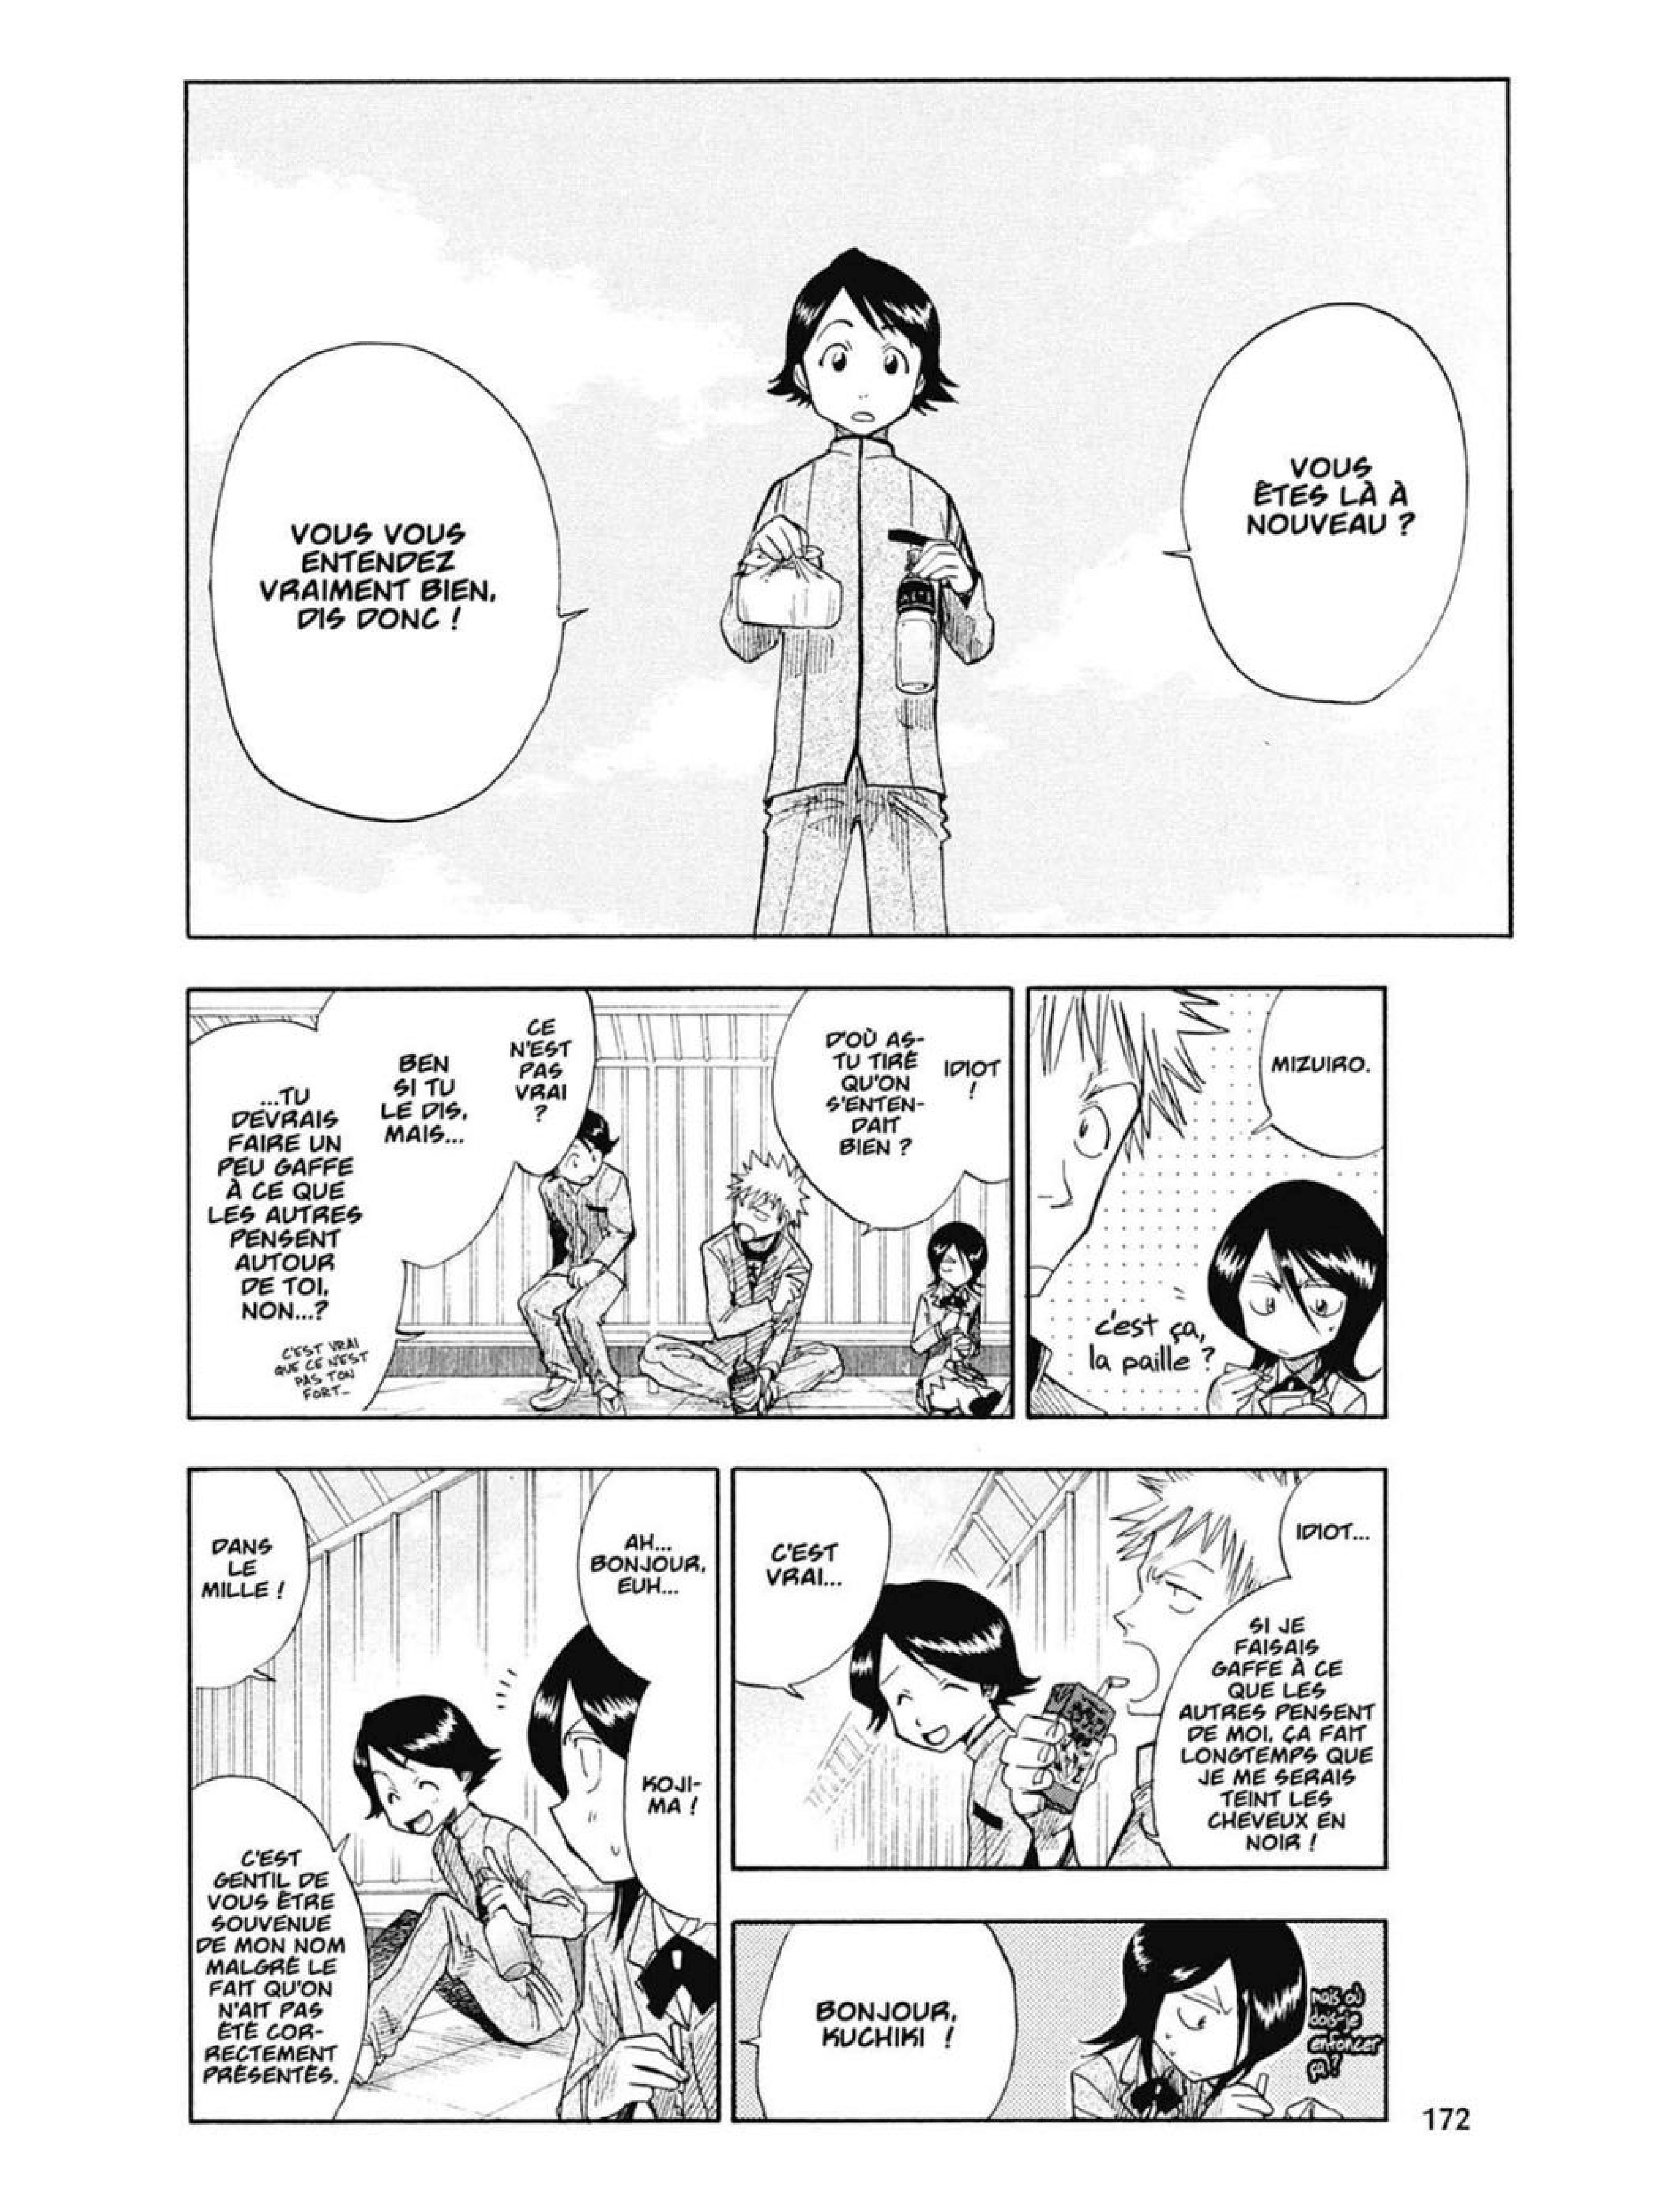 VOUS
ÊTES LÀ À
NOUVEAU ?
VOUS VOUS
ENTENDEZ
VRAIMENT BIEN,
DIS DONC !
MIZUIRO.
c'est ça,
la paille ?
IDIOT
!
D'OÙ AS-
TU TIRÉ
QU'ON
S'ENTEN-
DAIT
BIEN ?
CE
N'EST
PAS
VRAI
?
BEN
SI TU
LE DIS,
MAIS...
...TU
DEVRAIS
FAIRE UN
PEU GAFFE
À CE QUE
LES AUTRES
PENSENT
AUTOUR
DE TOI,
NON...?
C'EST VRAI
QUE CE N'EST
PAS TON
FORT~
IDIOT...
SI JE
FAISAIS
GAFFE À CE
QUE LES
AUTRES PENSENT
DE MOI, ÇA FAIT
LONGTEMPS QUE
JE ME SERAIS
TEINT LES
CHEVEUX EN
NOIR !
C'EST
VRAI...
BONJOUR,
KUCHIKI !
mais où
dois-je
enfoncer
ça ?
AH...
BONJOUR,
EUH...
KOJI-
MA !
DANS
LE
MILLE !
C'EST
GENTIL DE
VOUS ÊTRE
SOUVENUE
DE MON NOM
MALGRÉ LE
FAIT QU'ON
N'AIT PAS
ÉTÉ COR-
RECTEMENT
PRÉSENTÉS.
172